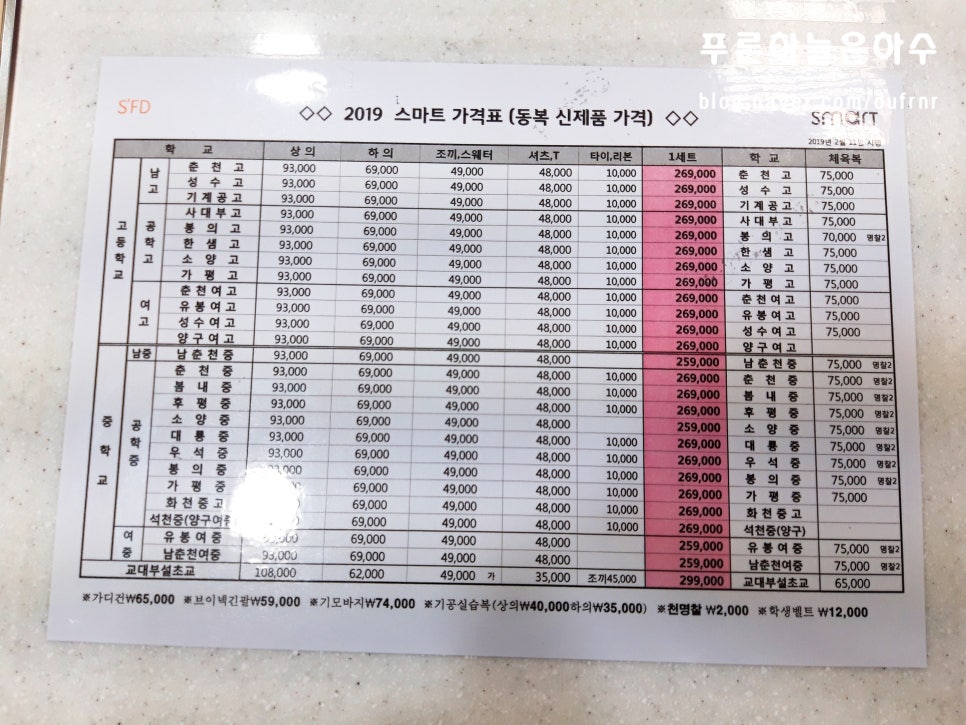 푸른하늘은하수
blog.naver.com/dufrnr
S'FD
◇◇ 2019 스마트 가격표 (동복 신제품 가격) ◇◇
smart
2019년 2월 11일 시행
학 교 상 의 하 의 조끼,스웨터 셔츠,T 타이,리본 1세트 학 교 체육복
고등학교 남고 춘 천 고 93,000 69,000 49,000 48,000 10,000 269,000 춘 천 고 75,000
성 수 고 93,000 69,000 49,000 48,000 10,000 269,000 성 수 고 75,000
기계공고 93,000 69,000 49,000 48,000 10,000 269,000 기계공고 75,000
공학고 사대부고 93,000 69,000 49,000 48,000 10,000 269,000 사대부고 75,000
봉 의 고 93,000 69,000 49,000 48,000 10,000 269,000 봉 의 고 70,000 명찰2
한 샘 고 93,000 69,000 49,000 48,000 10,000 269,000 한 샘 고 75,000
소 양 고 93,000 69,000 49,000 48,000 10,000 269,000 소 양 고 75,000
가 평 고 93,000 69,000 49,000 48,000 10,000 269,000 가 평 고 75,000
여고 춘천여고 93,000 69,000 49,000 48,000 10,000 269,000 춘천여고 75,000
유봉여고 93,000 69,000 49,000 48,000 10,000 269,000 유봉여고 75,000
성수여고 93,000 69,000 49,000 48,000 10,000 269,000 성수여고 75,000
양구여고 93,000 69,000 49,000 48,000 10,000 269,000 양구여고
중학교 남중 남춘천중 93,000 69,000 49,000 48,000 259,000 남춘천중 75,000 명찰2
공학중 춘 천 중 93,000 69,000 49,000 48,000 10,000 269,000 춘 천 중 75,000 명찰2
봄 내 중 93,000 69,000 49,000 48,000 10,000 269,000 봄 내 중 75,000 명찰2
후 평 중 93,000 69,000 49,000 48,000 10,000 269,000 후 평 중 75,000 명찰2
소 양 중 93,000 69,000 49,000 48,000 259,000 소 양 중 75,000 명찰2
대 룡 중 93,000 69,000 49,000 48,000 10,000 269,000 대 룡 중 75,000 명찰2
우 석 중 93,000 69,000 49,000 48,000 10,000 269,000 우 석 중 75,000 명찰2
봉 의 중 69,000 49,000 48,000 10,000 269,000 봉 의 중 75,000 명찰2
가 평 중 69,000 49,000 48,000 10,000 269,000 가 평 중 75,000
화천중고 69,000 49,000 48,000 10,000 269,000 화천중고
석천중(양구여중 69,000 49,000 48,000 10,000 269,000 석천중(양구)
여중 유봉여중 69,000 49,000 48,000 259,000 유봉여중 75,000 명찰2
남춘천여중 93,000 69,000 49,000 48,000 259,000 남춘천여중 75,000 명찰2
교대부설초교 108,000 62,000 49,000 가 35,000 조끼45,000 299,000 교대부설초교 65,000
※가디건₩65,000 ※브이넥긴팔₩59,000 ※기모바지₩74,000 ※기공실습복(상의₩40,000하의₩35,000) ※천명찰 ₩2,000 ※학생벨트 ₩12,000